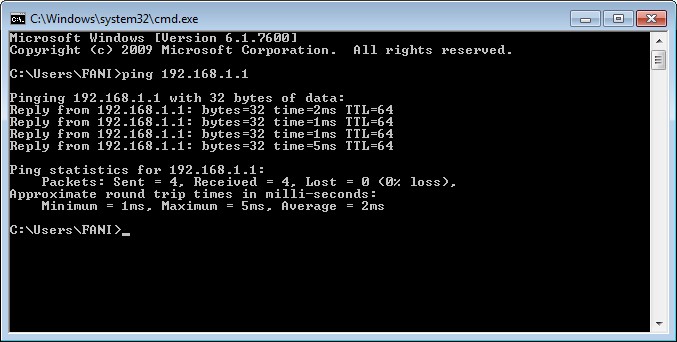 C:\Windows\system32\cmd.exe
Microsoft Windows [Version 6.1.7600]
Copyright (c) 2009 Microsoft Corporation.  All rights reserved.
C:\Users\FANI>ping 192.168.1.1
Pinging 192.168.1.1 with 32 bytes of data:
Reply from 192.168.1.1: bytes=32 time=2ms TTL=64
Reply from 192.168.1.1: bytes=32 time=1ms TTL=64
Reply from 192.168.1.1: bytes=32 time=1ms TTL=64
Reply from 192.168.1.1: bytes=32 time=5ms TTL=64
Ping statistics for 192.168.1.1:
    Packets: Sent = 4, Received = 4, Lost = 0 (0% loss),
Approximate round trip times in milli-seconds:
    Minimum = 1ms, Maximum = 5ms, Average = 2ms
C:\Users\FANI>_